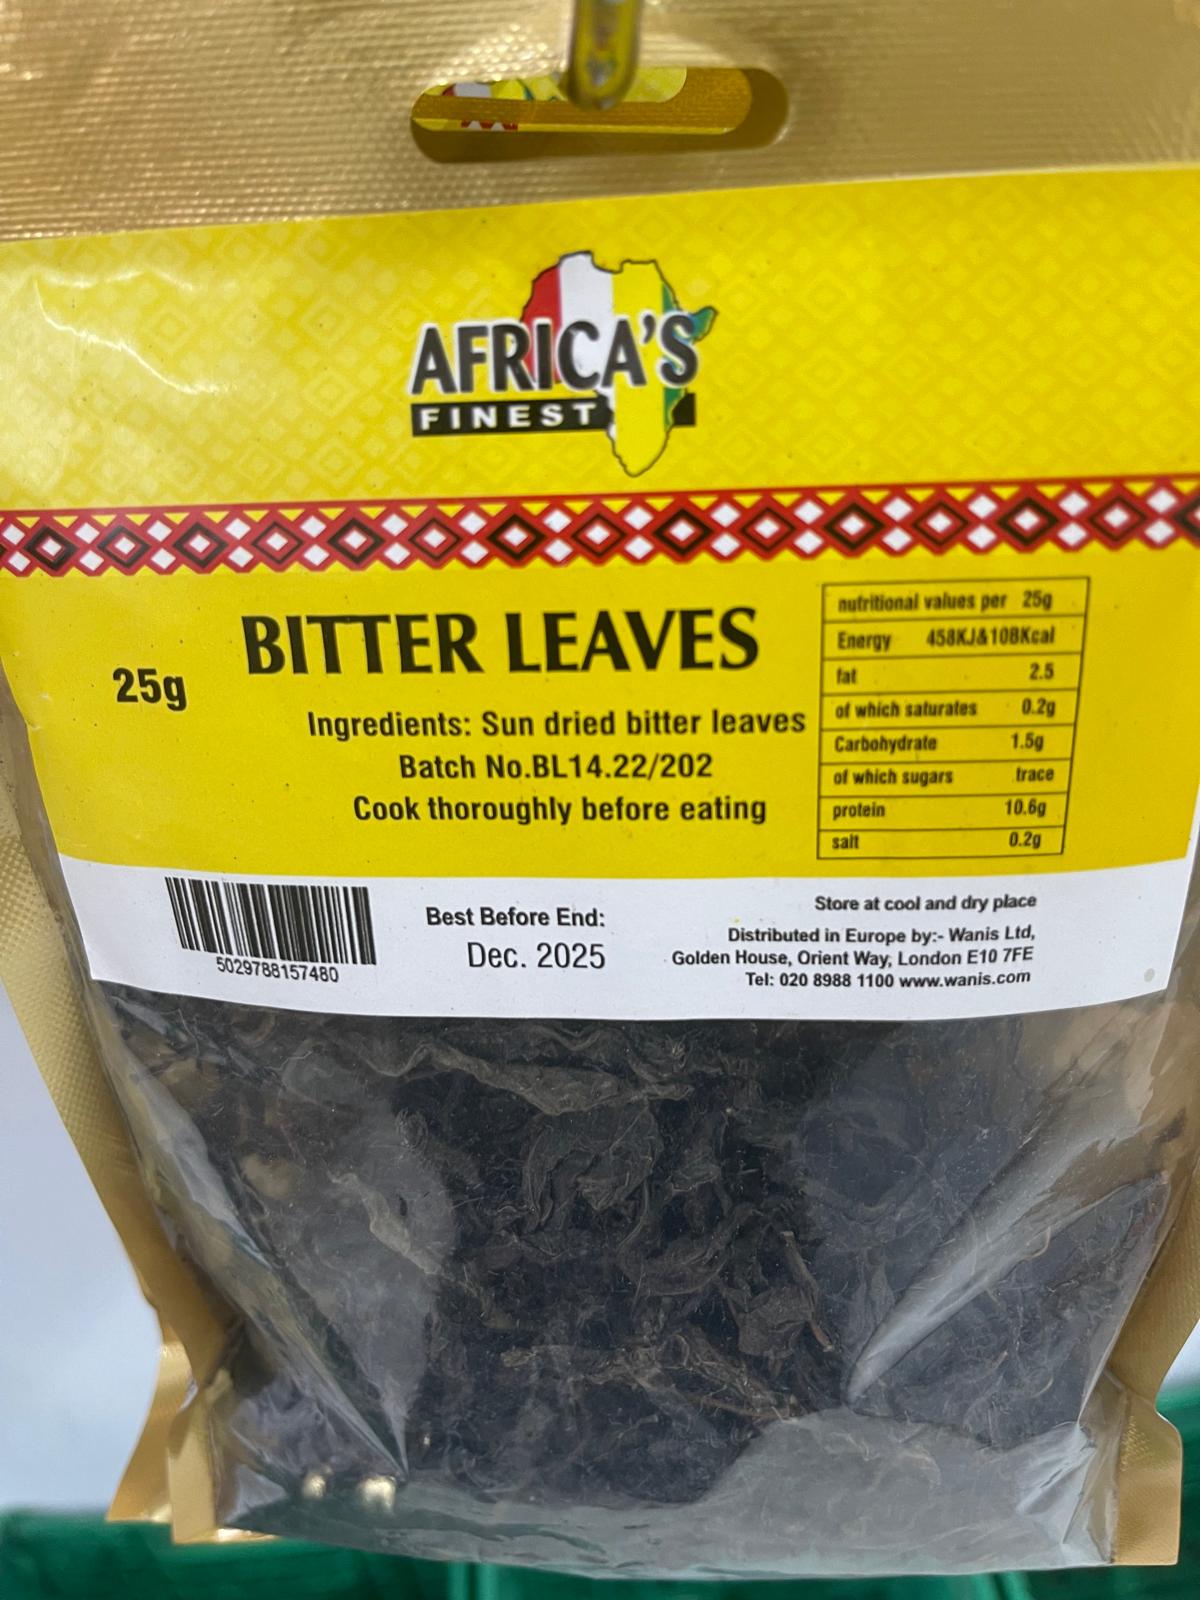 AFRICA'S
FINEST
BITTER LEAVES
25g
Ingredients: Sun dried bitter leaves
Batch No.BL14.22/202
Cook thoroughly before eating
nutritional values per 25g
Energy 458KJ&108Kcal
fat 2.5
of which saturates 0.2g
Carbohydrate 1.5g
of which sugars trace
protein 10.6g
salt 0.2g
5029788157480
Best Before End:
Dec. 2025
Store at cool and dry place
Distributed in Europe by:- Wanis Ltd,
Golden House, Orient Way, London E10 7FE
Tel: 020 8988 1100 www.wanis.com